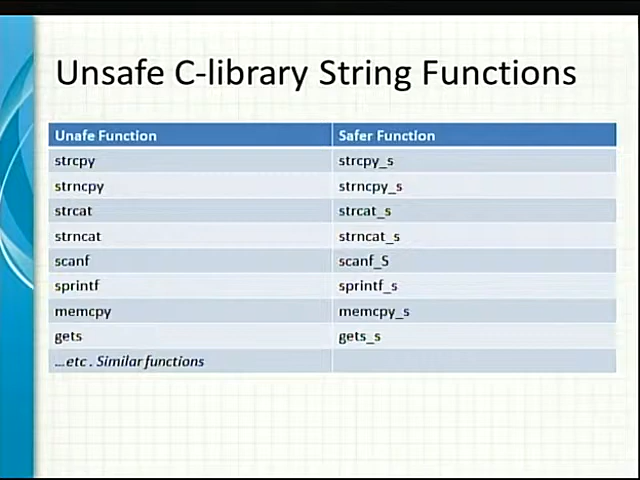 Unsafe C-library String Functions
Unafe Function Safer Function
strcpy strcpy_s
strncpy strncpy_s
strcat strcat_s
strncat strncat_s
scanf scanf_S
sprintf sprintf_s
memcpy memcpy_s
gets gets_s
...etc . Similar functions